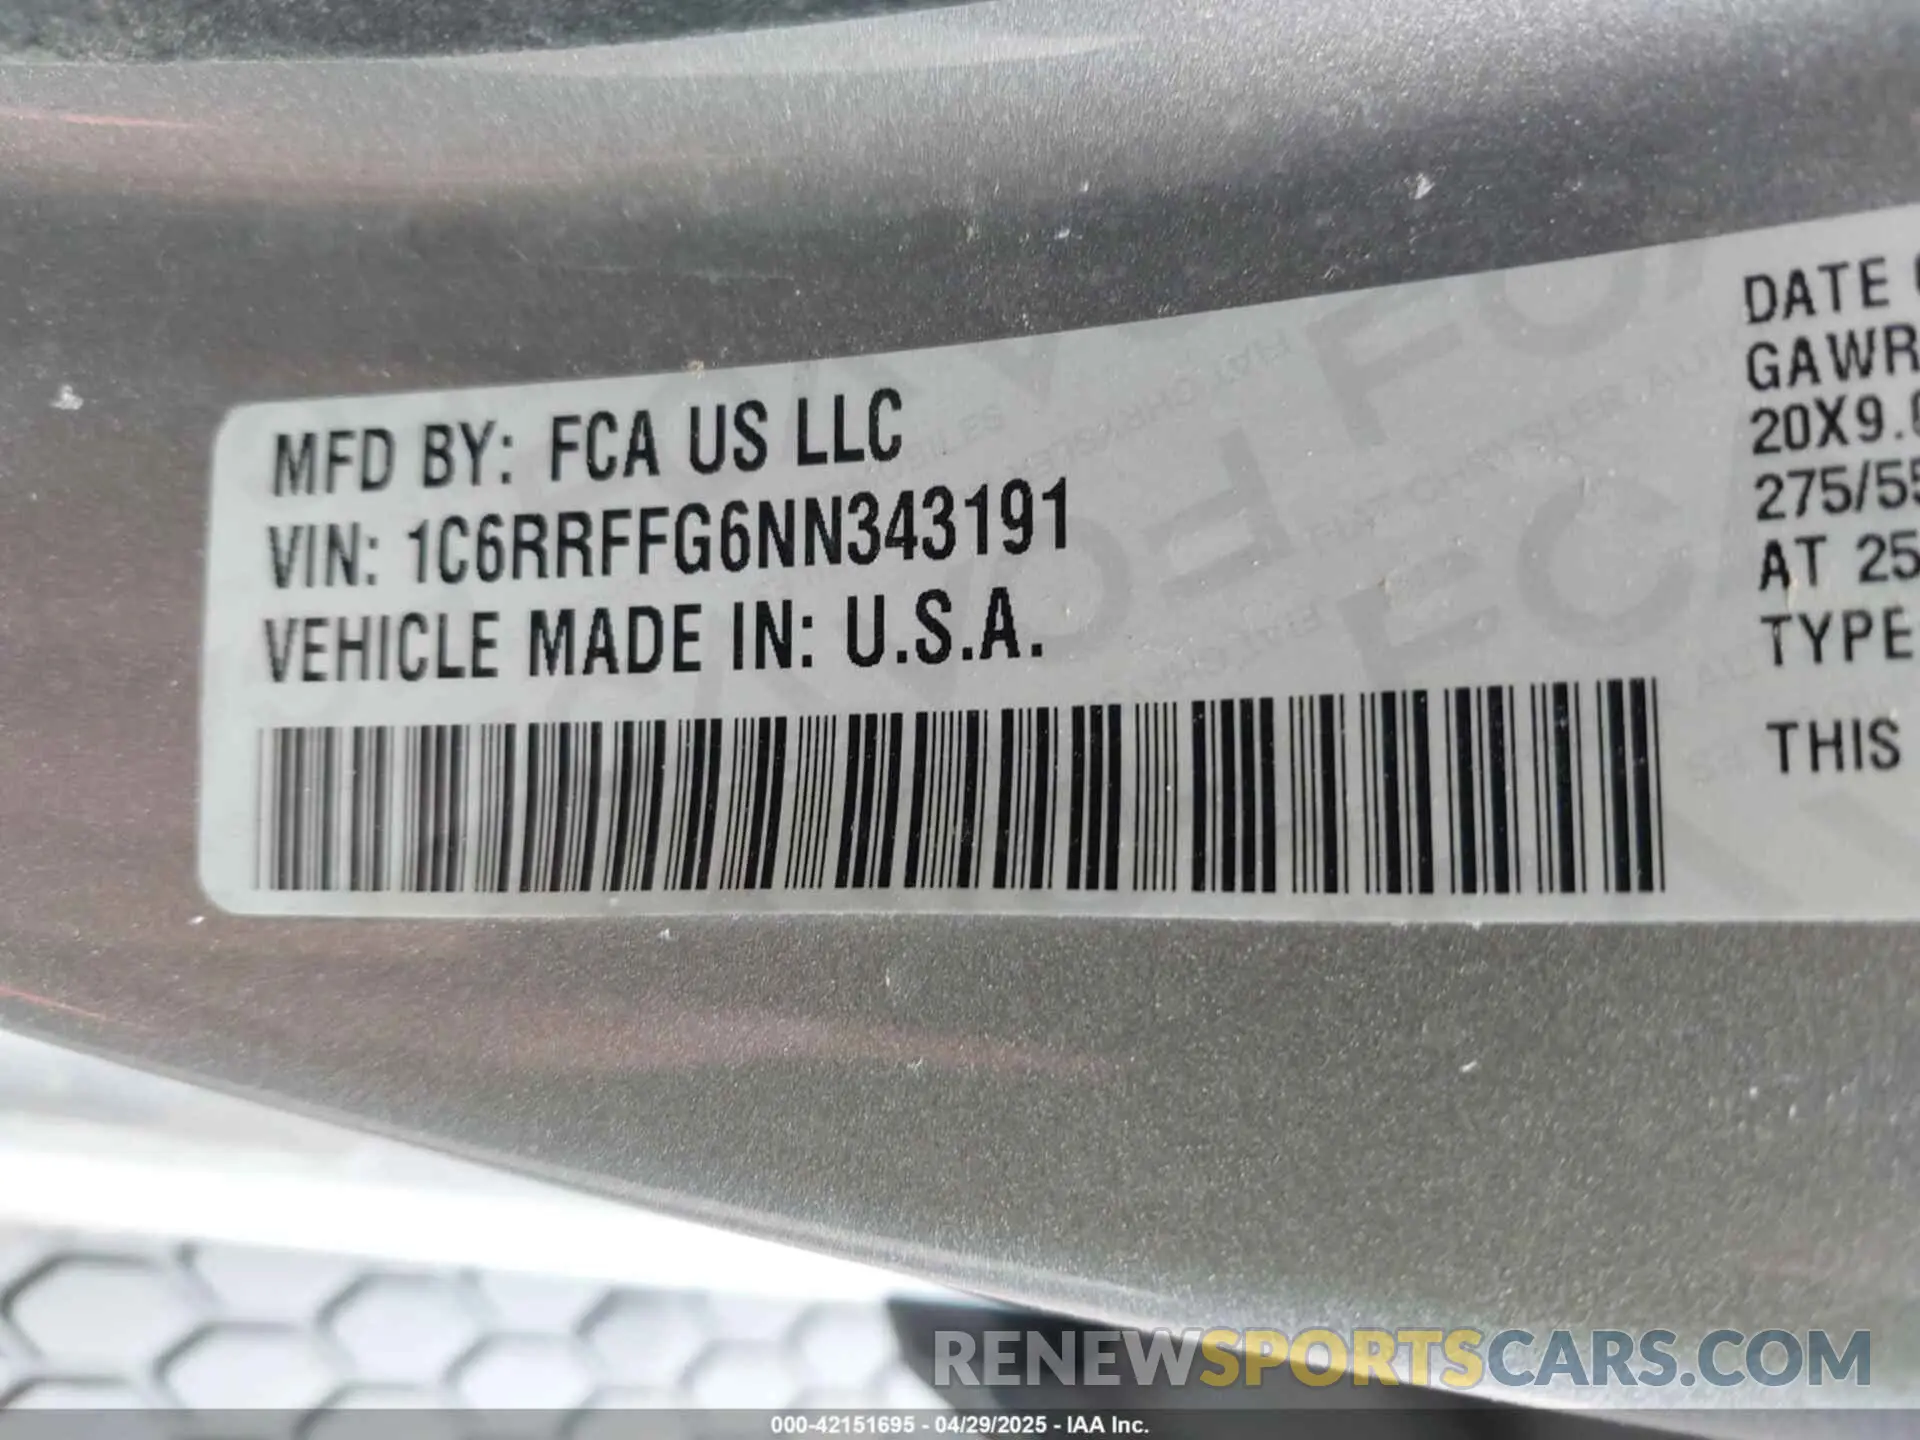 MFD BY: FCA US LLC
VIN: 1C6RRFFG6NN343191
VEHICLE MADE IN: U.S.A.
DATE
GAWR
20X9.
275/55
AT 25
TYPE
THIS
RENEWSPORTSCARS.COM
000-42151695 - 04/29/2025 - IAA Inc.